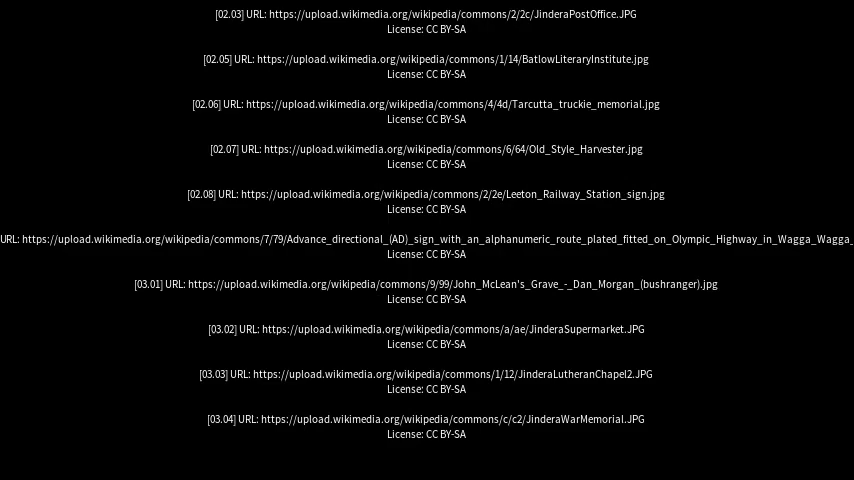 [02.03] URL: https://upload.wikimedia.org/wikipedia/commons/2/2c/JinderaPostOffice.JPG
License: CC BY-SA
[02.05] URL: https://upload.wikimedia.org/wikipedia/commons/1/14/BatlowLiteraryInstitute.jpg
License: CC BY-SA
[02.06] URL: https://upload.wikimedia.org/wikipedia/commons/4/4d/Tarcutta_truckie_memorial.jpg
License: CC BY-SA
[02.07] URL: https://upload.wikimedia.org/wikipedia/commons/6/64/Old_Style_Harvester.jpg
License: CC BY-SA
[02.08] URL: https://upload.wikimedia.org/wikipedia/commons/2/2e/Leeton_Railway_Station_sign.jpg
License: CC BY-SA
URL: https://upload.wikimedia.org/wikipedia/commons/7/79/Advance_directional_(AD)_sign_with_an_alphanumeric_route_plated_fitted_on_Olympic_Highway_in_Wagga_Wagga_
License: CC BY-SA
[03.01] URL: https://upload.wikimedia.org/wikipedia/commons/9/99/John_McLean's_Grave_-_Dan_Morgan_(bushranger).jpg
License: CC BY-SA
[03.02] URL: https://upload.wikimedia.org/wikipedia/commons/a/ae/JinderaSupermarket.JPG
License: CC BY-SA
[03.03] URL: https://upload.wikimedia.org/wikipedia/commons/1/12/JinderaLutheranChapel2.JPG
License: CC BY-SA
[03.04] URL: https://upload.wikimedia.org/wikipedia/commons/c/c2/JinderaWarMemorial.JPG
License: CC BY-SA